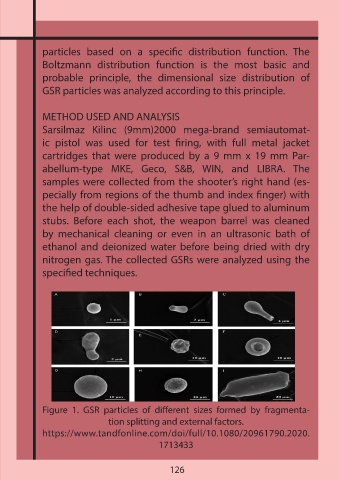 particles based on a specific distribution function. The
Boltzmann distribution function is the most basic and
probable principle, the dimensional size distribution of
GSR particles was analyzed according to this principle.
METHOD USED AND ANALYSIS
Sarsilmaz Kilinc (9mm)2000 mega-brand semiautomat-
ic pistol was used for test firing, with full metal jacket
cartridges that were produced by a 9 mm x 19 mm Par-
abellum-type MKE, Geco, S&B, WIN, and LIBRA. The
samples were collected from the shooter's right hand (es-
pecially from regions of the thumb and index finger) with
the help of double-sided adhesive tape glued to aluminum
stubs. Before each shot, the weapon barrel was cleaned
by mechanical cleaning or even in an ultrasonic bath of
ethanol and deionized water before being dried with dry
nitrogen gas. The collected GSRs were analyzed using the
specified techniques.
A B C
D E F
G H I
Figure 1. GSR particles of different sizes formed by fragmenta-
tion splitting and external factors.
https://www.tandfonline.com/doi/full/10.1080/20961790.2020.
1713433
126